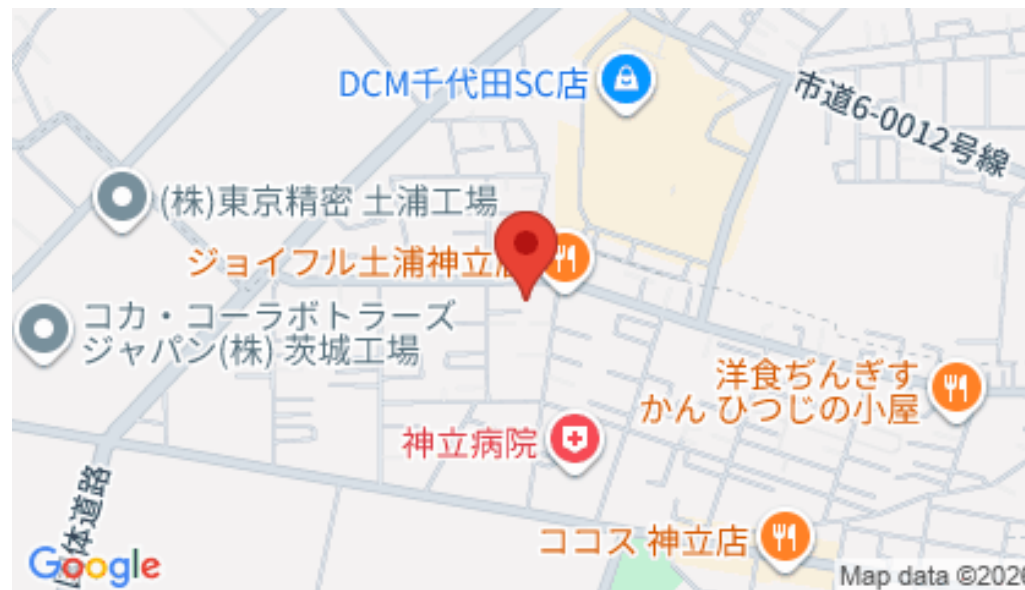 DCM千代田SC店
市道6-0012号線
(株)東京精密 土浦工場
ジョイフル土浦神立店
コカ・コーラボトラーズ
ジャパン(株) 茨城工場
洋食ぢんぎす
かん ひつじの小屋
神立病院
体道路
ココス 神立店
Google
Map data ©2026